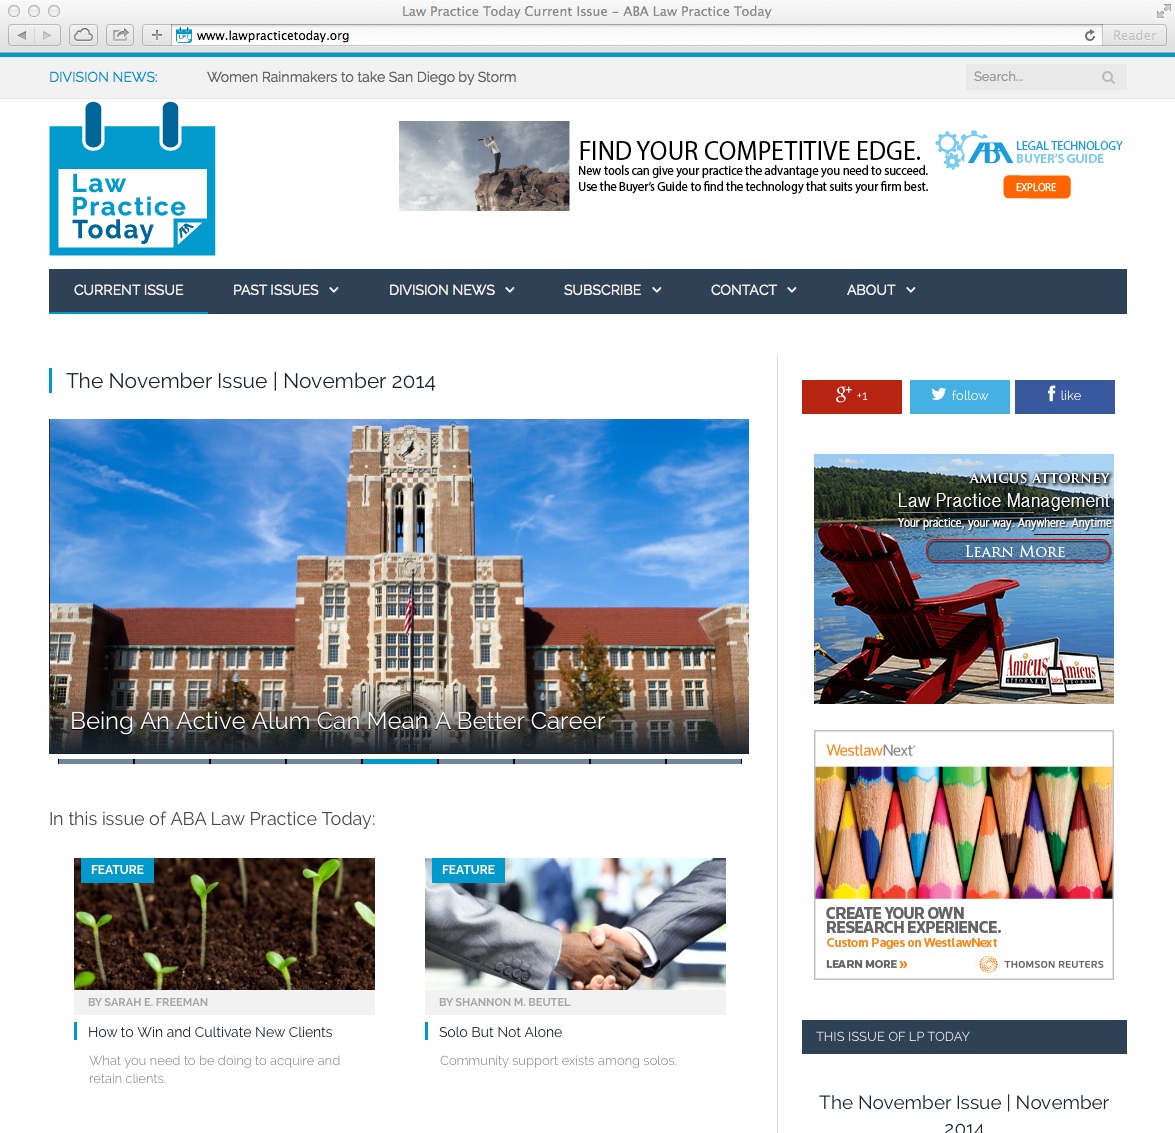 Law Practice Today Current Issue – ABA Law Practice Today
www.lawpracticetoday.org
Reader
DIVISION NEWS:
Women Rainmakers to take San Diego by Storm
Search...
Law
Practice
Today
FIND YOUR COMPETITIVE EDGE.
New tools can give your practice the advantage you need to succeed.
Use the Buyer's Guide to find the technology that suits your firm best.
ABA
LEGAL TECHNOLOGY
BUYER'S GUIDE
EXPLORE
CURRENT ISSUE
PAST ISSUES
DIVISION NEWS
SUBSCRIBE
CONTACT
ABOUT
The November Issue | November 2014
g+ +1
follow
f like
AMICUS ATTORNEY
Law Practice Management
Your practice, your way. Anywhere. Anytime
LEARN MORE
Amicus
ATTORNEY
Amicus
Amicus
ATTORNEY
Being An Active Alum Can Mean A Better Career
WestlawNext
CREATE YOUR OWN
RESEARCH EXPERIENCE.
Custom Pages on WestlawNext
LEARN MORE »
THOMSON REUTERS
In this issue of ABA Law Practice Today:
FEATURE
BY SARAH E. FREEMAN
How to Win and Cultivate New Clients
What you need to be doing to acquire and
retain clients.
FEATURE
BY SHANNON M. BEUTEL
Solo But Not Alone
Community support exists among solos.
THIS ISSUE OF LP TODAY
The November Issue | November
2014